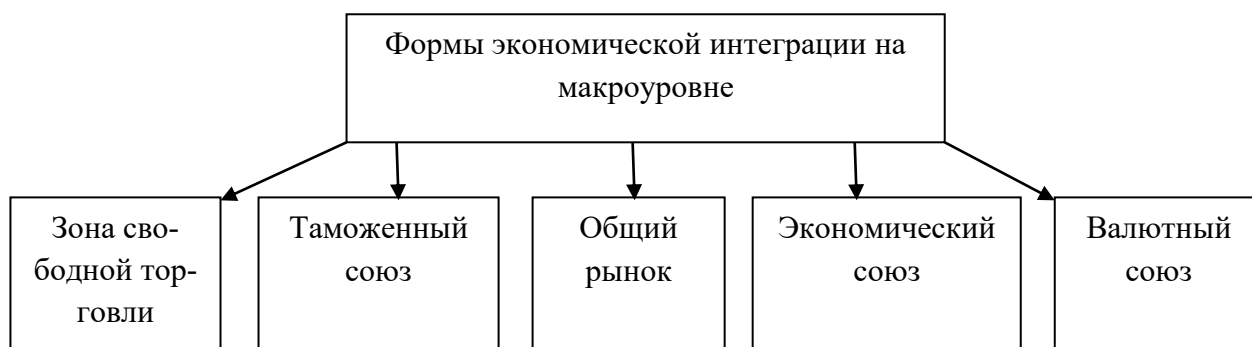 Формы экономической интеграции на
макроуровне
Зона сво-
бодной тор-
говли
Таможенный
союз
Общий
рынок
Экономический
союз
Валютный
союз